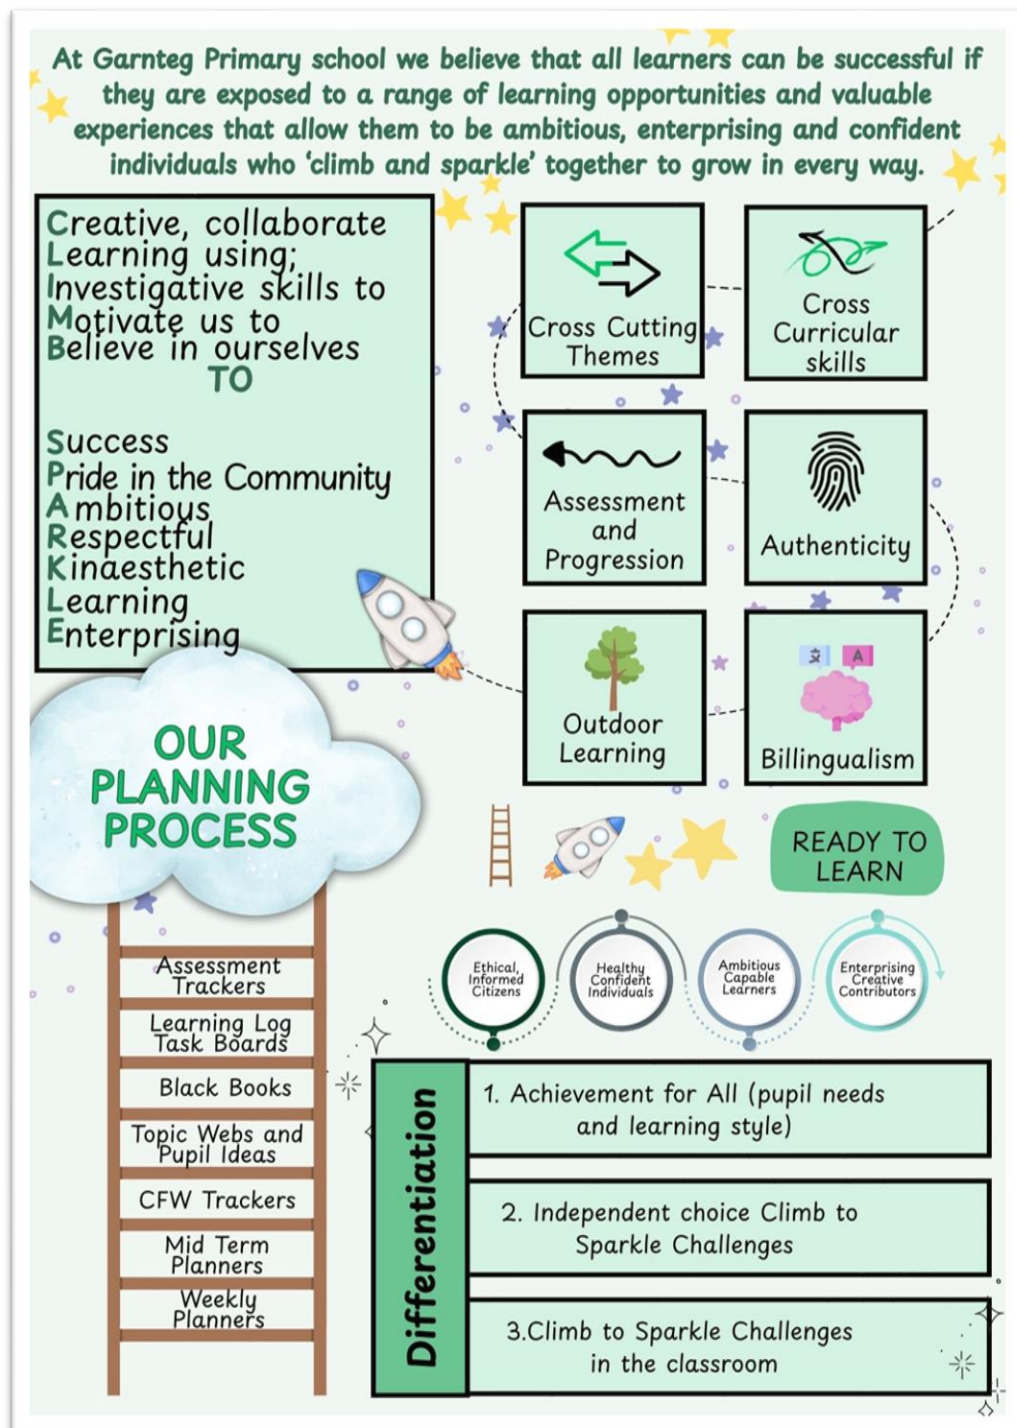 At Garnteg Primary school we believe that all learners can be successful if
they are exposed to a range of learning opportunities and valuable
experiences that allow them to be ambitious, enterprising and confident
individuals who ‘climb and sparkle’ together to grow in every way.
Creative, collaborate
Learning using;
Investigative skills to
Motivate us to
Believe in ourselves
TO
Success
Pride in the Community
Ambitious
Respectful
Kinaesthetic
Learning
Enterprising
Cross Cutting
Themes
Cross
Curricular
skills
Assessment
and
Progression
Authenticity
Outdoor
Learning
文 A
Billingualism
OUR
PLANNING
PROCESS
READY TO
LEARN
Ethical,
Informed
Citizens
Healthy
Confident
Individuals
Ambitious
Capable
Learners
Enterprising
Creative
Contributors
Assessment
Trackers
Learning Log
Task Boards
Black Books
Topic Webs and
Pupil Ideas
CFW Trackers
Mid Term
Planners
Weekly
Planners
Differentiation
1. Achievement for All (pupil needs
and learning style)
2. Independent choice Climb to
Sparkle Challenges
3.Climb to Sparkle Challenges
in the classroom